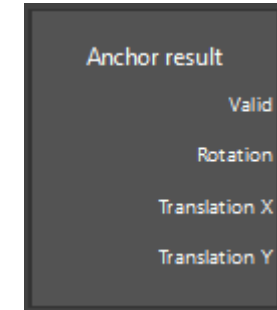 Anchor result
Valid
Rotation
Translation X
Translation Y